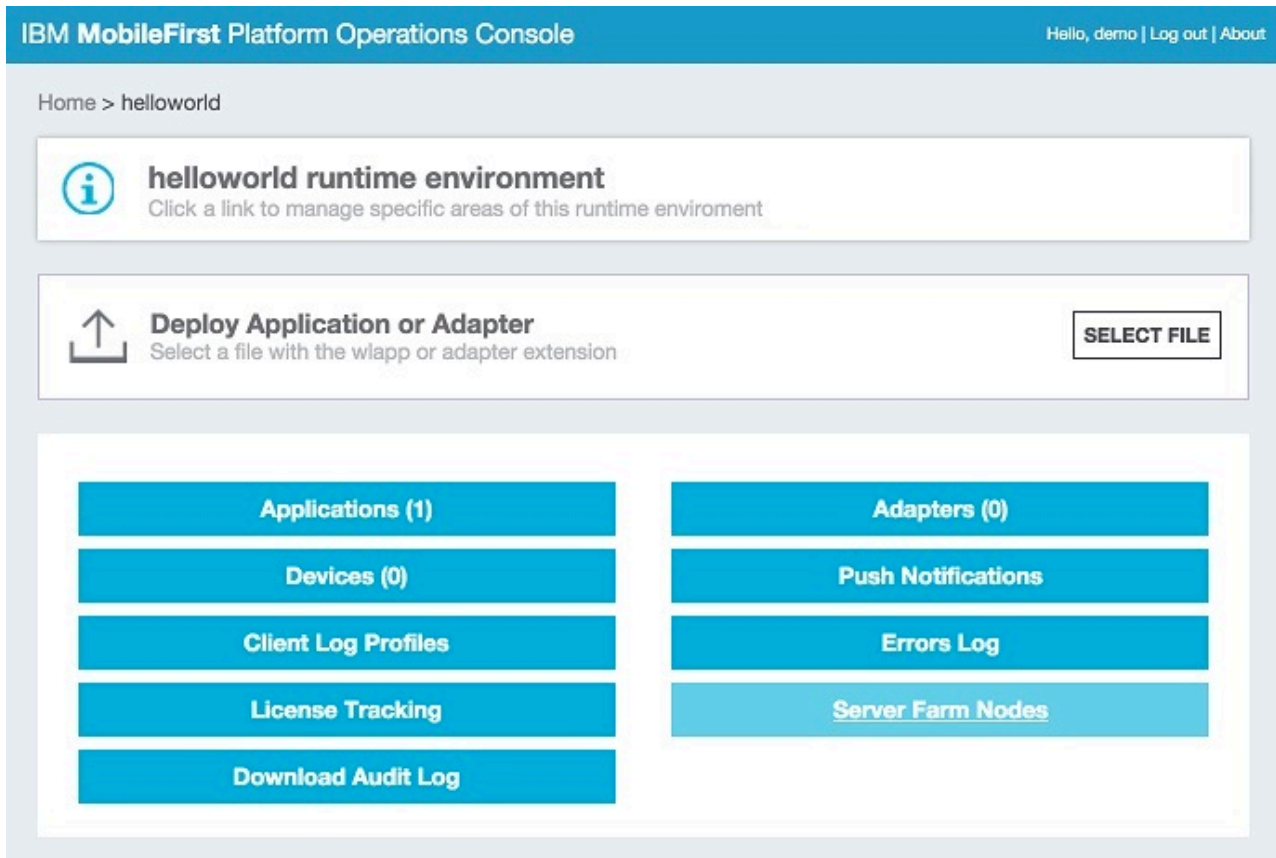 IBM MobileFirst Platform Operations Console
Hello, demo | Log out | About
Home > helloworld
helloworld runtime environment
Click a link to manage specific areas of this runtime enviroment
Deploy Application or Adapter
Select a file with the wlapp or adapter extension
SELECT FILE
Applications (1)
Adapters (0)
Devices (0)
Push Notifications
Client Log Profiles
Errors Log
License Tracking
Server Farm Nodes
Download Audit Log